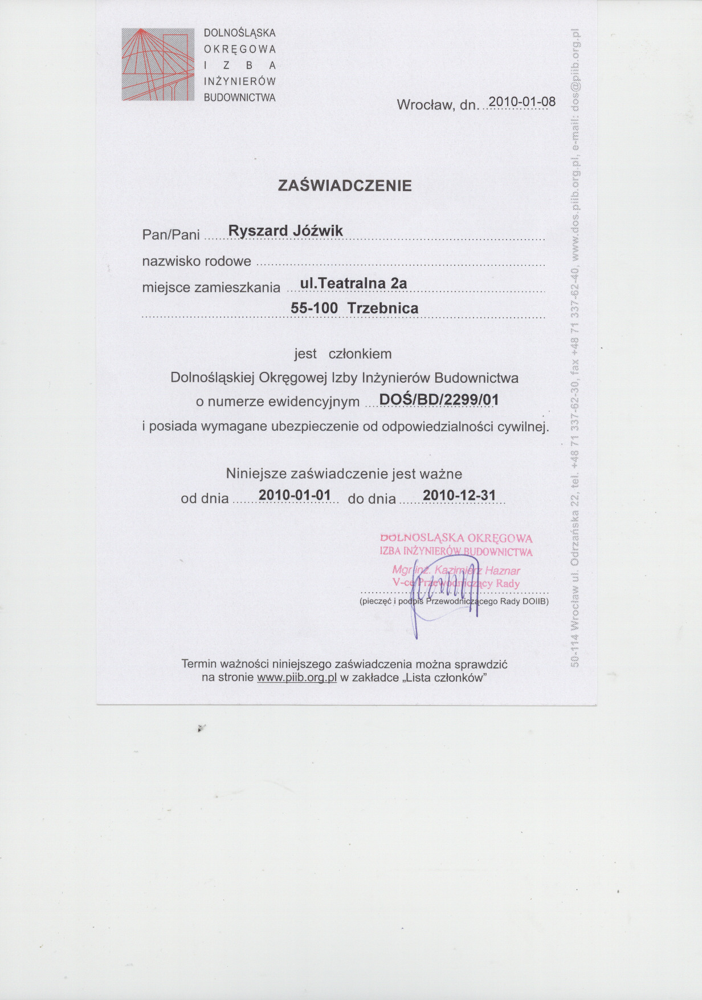 DOLNOŚLĄSKA
OKRĘGOWA
IZBA
INŻYNIERÓW
BUDOWNICTWA
Wrocław, dn. 2010-01-08
ZAŚWIADCZENIE
Pan/Pani Ryszard Jóźwik
nazwisko rodowe
miejsce zamieszkania ul.Teatralna 2a
55-100 Trzebnica
jest członkiem
Dolnośląskiej Okręgowej Izby Inżynierów Budownictwa
o numerze ewidencyjnym DOŚ/BD/2299/01
i posiada wymagane ubezpieczenie od odpowiedzialności cywilnej.
Niniejsze zaświadczenie jest ważne
od dnia 2010-01-01 do dnia 2010-12-31
DOLNOŚLĄSKA OKRĘGOWA
IZBA INŻYNIERÓW BUDOWNICTWA
Mgr inż. Kazimierz Haznar
V-ce Przewodniczący Rady
(pieczęć i podpis Przewodniczącego Rady DOIIB)
Termin ważności niniejszego zaświadczenia można sprawdzić
na stronie www.piib.org.pl w zakładce „Lista członków”
50-114 Wrocław ul. Odrzańska 22, tel. +48 71 337-62-30, fax +48 71 337-62-40, www.dos.piib.org.pl, e-mail: dos@piib.org.pl